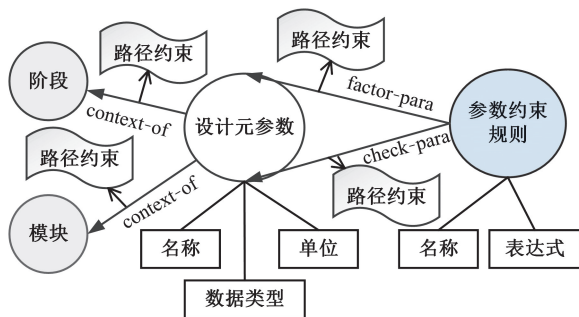 路径约束
路径约束
阶段
factor-para
context-of
设计元参数
参数约束
规则
路径约束
check-para
context-of
路径约束
模块
名称
单位
名称
表达式
数据类型